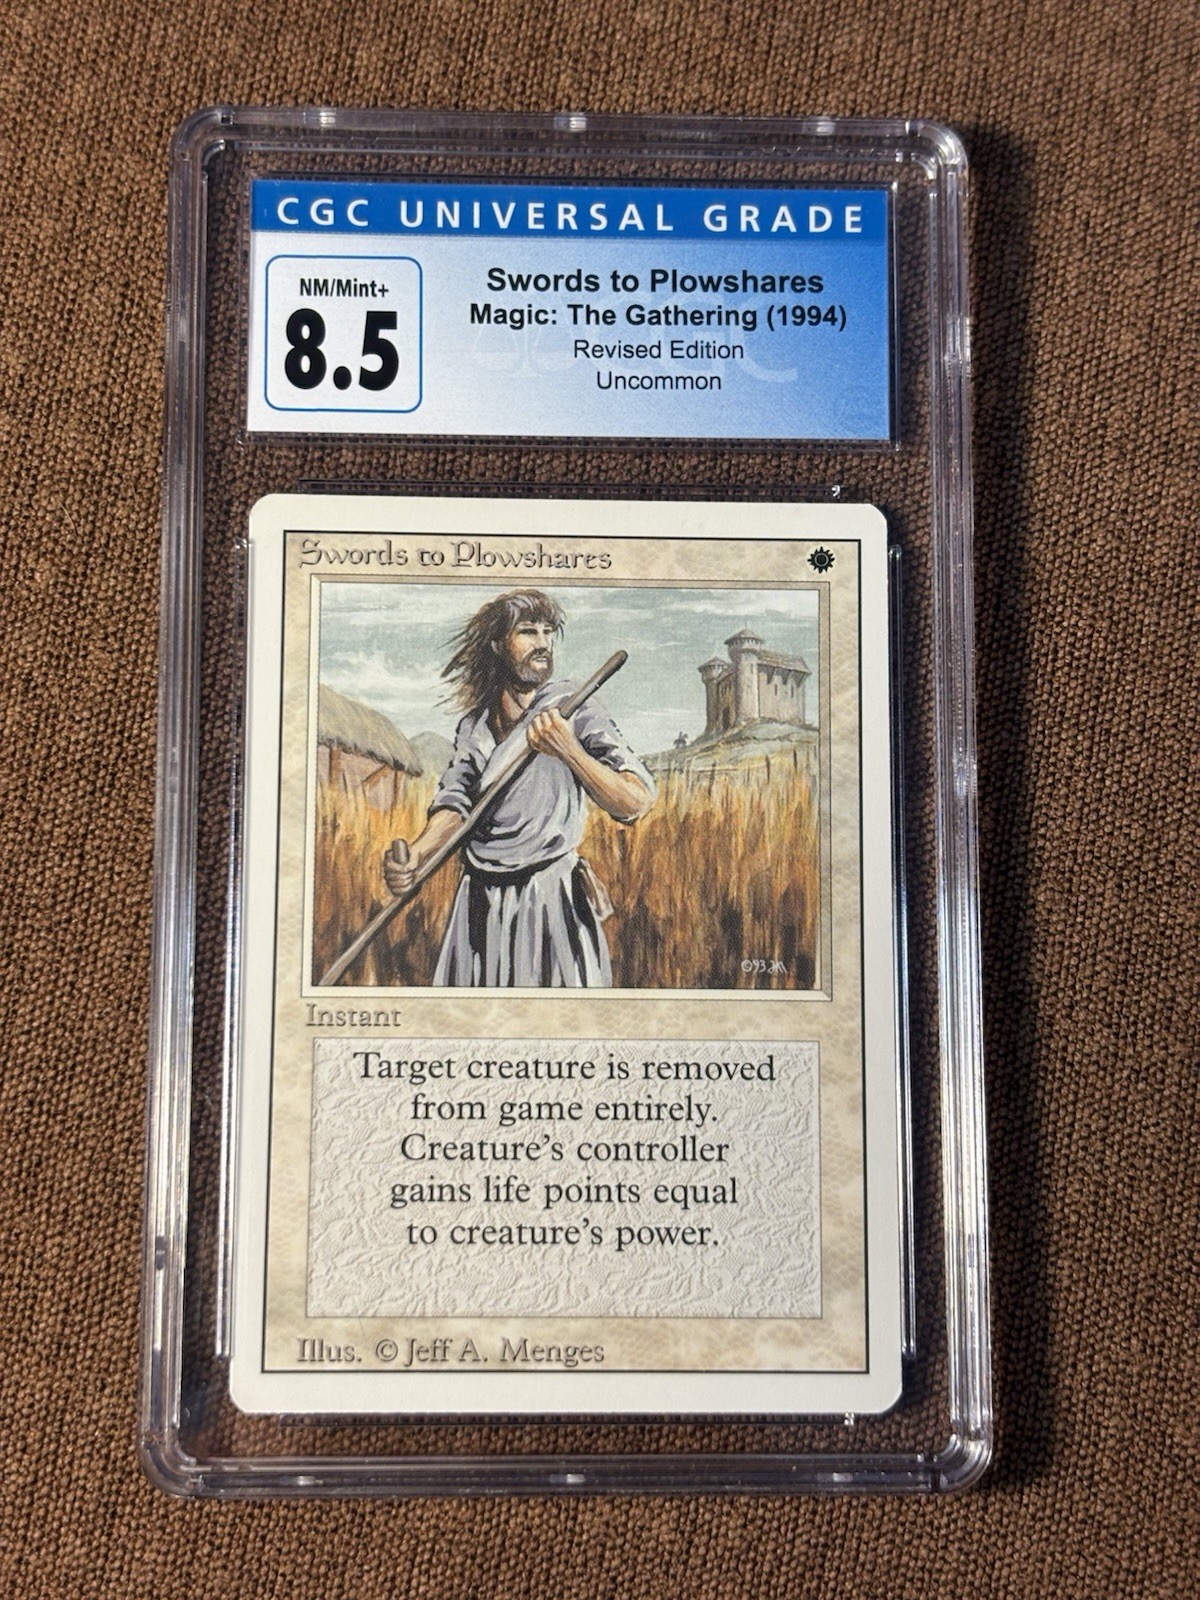 CGC UNIVERSAL GRADE
NM/Mint+
8.5
Swords to Plowshares
Magic: The Gathering (1994)
Revised Edition
Uncommon
Swords to Plowshares
©93 JM
Instant
Target creature is removed
from game entirely.
Creature's controller
gains life points equal
to creature's power.
Illus. © Jeff A. Menges